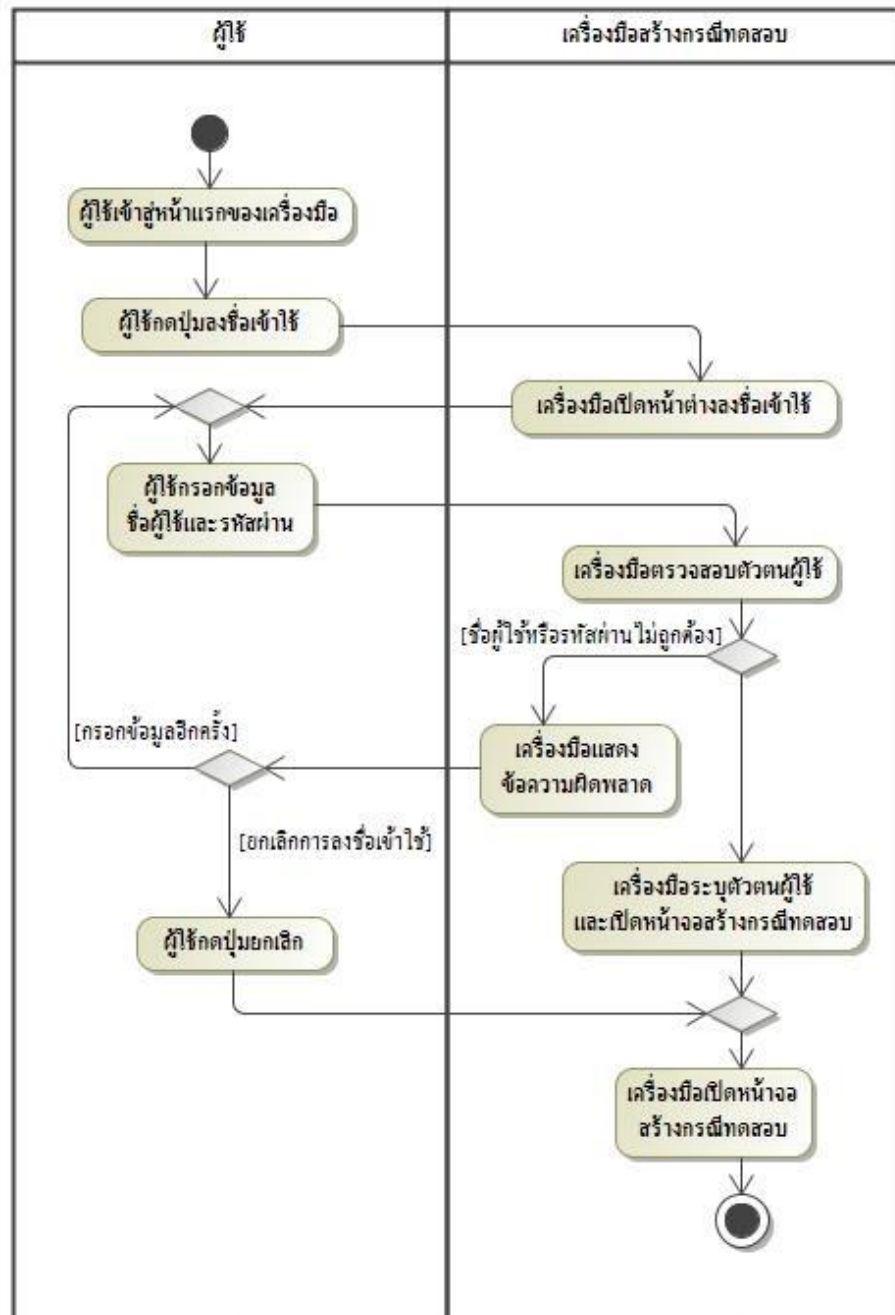 ผู้ใช้
เครื่องมือสร้างกรณีทดสอบ
ผู้ใช้เข้าสู่หน้าแรกของเครื่องมือ
ผู้ใช้กดปุ่มลงชื่อเข้าใช้
เครื่องมือเปิดหน้าต่างลงชื่อเข้าใช้
ผู้ใช้กรอกข้อมูล
ชื่อผู้ใช้และรหัสผ่าน
เครื่องมือตรวจสอบตัวตนผู้ใช้
[ชื่อผู้ใช้หรือรหัสผ่านไม่ถูกต้อง]
[กรอกข้อมูลอีกครั้ง]
เครื่องมือแสดง
ข้อความผิดพลาด
[ยกเลิกการลงชื่อเข้าใช้]
เครื่องมือระบุตัวตนผู้ใช้
และเปิดหน้าจอสร้างกรณีทดสอบ
ผู้ใช้กดปุ่มยกเลิก
เครื่องมือเปิดหน้าจอ
สร้างกรณีทดสอบ